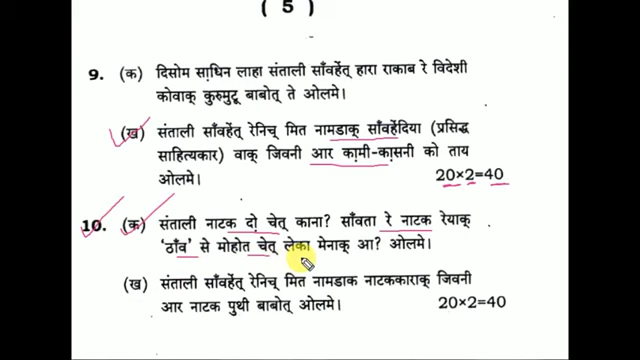 ( 5 )
9. (क) दिसोम साधिन लाहा संताली साँवहेंत् हारा राकाब रे विदेशी
कोवाक् कुरुमुटू बाबोत् ते ओलमे।
(ख) संताली साँवहेंत् रेनिच् मित नामडाक् साँवहेंदिया (प्रसिद्ध
साहित्यकार) वाक् जिवनी आर का़मी-का़सनी को ताय
ओलमे। 20×2=40
10. (क) संताली नाटक दो़ चेत् काना? साँवता रे नाटक रेयाक्
‘ठाँव’ से मोहोत चेत् लेका मेनाक् आ? ओलमे।
(ख) संताली साँवहेंत् रेनिच् मित नामडाक नाटककाराक् जिवनी
आर नाटक पुथी बाबोत् ओलमे। 20×2=40